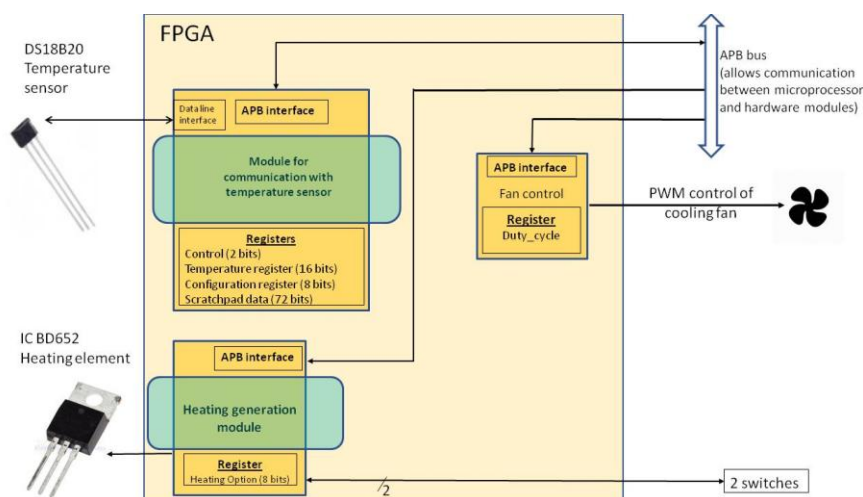 FPGA
DS18B20
Temperature
sensor
Data line
interface
APB interface
Module for
communication with
temperature sensor
Registers
Control (2 bits)
Temperature register (16 bits)
Configuration register (8 bits)
Scratchpad data (72 bits)
APB bus
(allows communication
between microprocessor
and hardware modules)
APB interface
Fan control
Register
Duty_cycle
PWM control of
cooling fan
IC BD652
Heating element
APB interface
Heating generation
module
Register
Heating Option (8 bits)
/2
2 switches